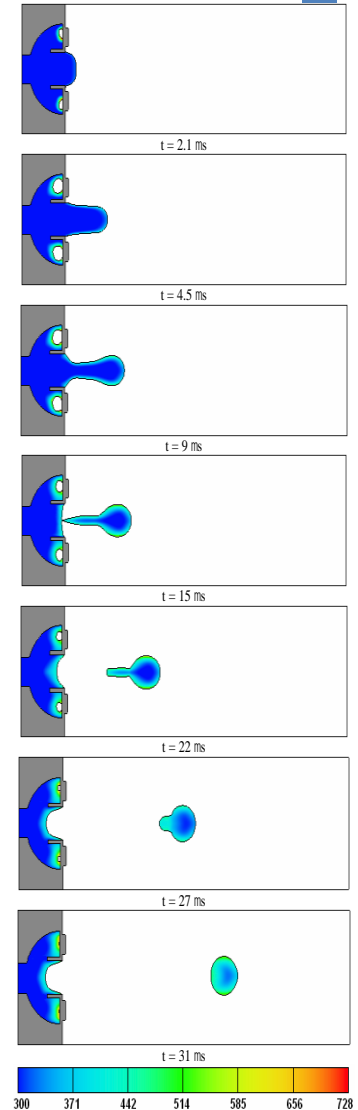 t = 2.1 ms
t = 4.5 ms
t = 9 ms
t = 15 ms
t = 22 ms
t = 27 ms
t = 31 ms
300 371 442 514 585 656 728